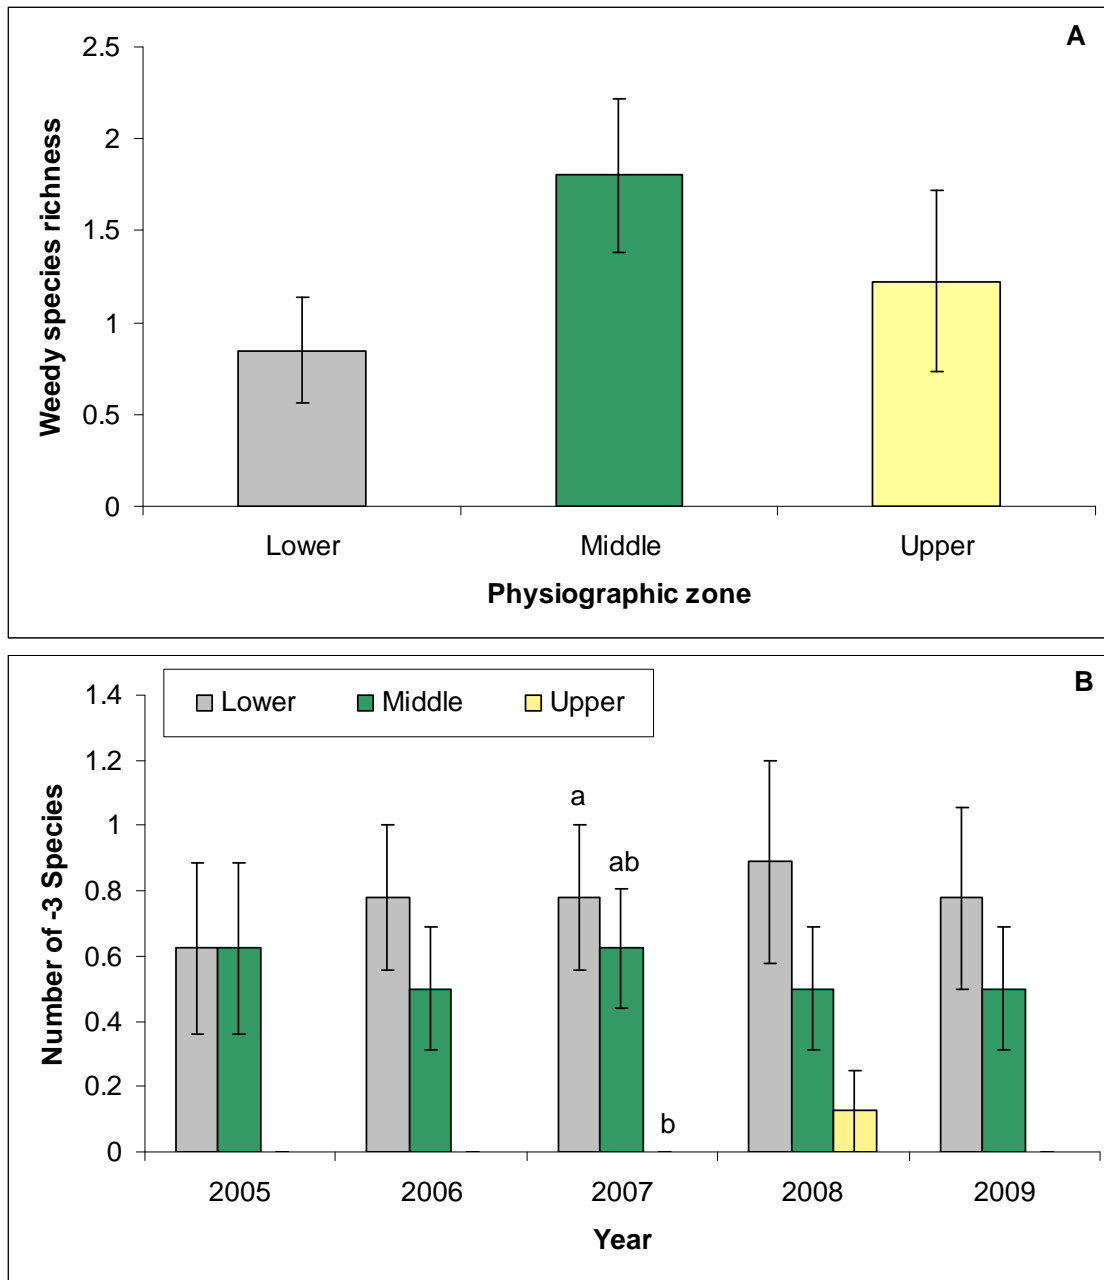 A
2.5
2
1.5
1
0.5
0
Weedy species richness
Lower Middle Upper
Physiographic zone
B
Lower Middle Upper
1.4
1.2
1
0.8
0.6
0.4
0.2
0
Number of -3 Species
a
ab
b
2005 2006 2007 2008 2009
Year